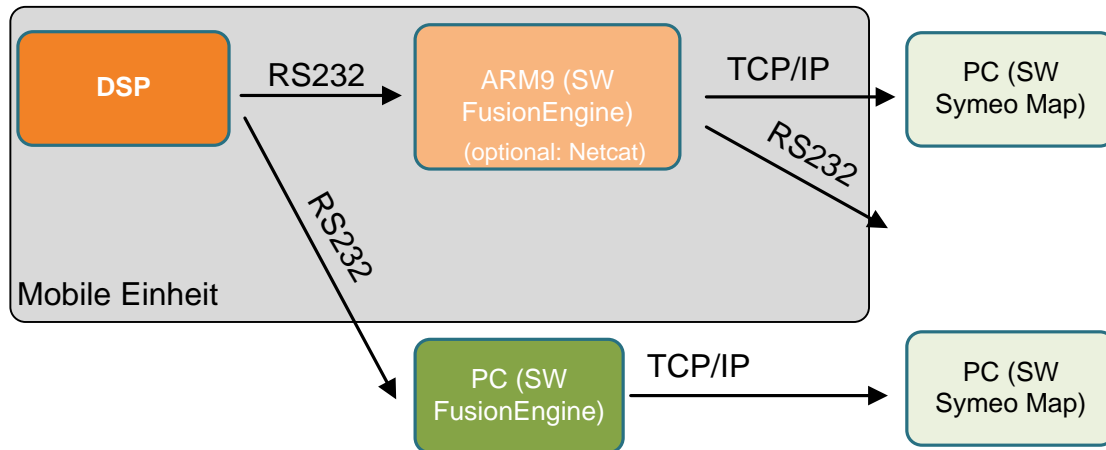 DSP
RS232
ARM9 (SW
FusionEngine)
(optional: Netcat)
TCP/IP
RS232
PC (SW
Symeo Map)
RS232
Mobile Einheit
PC (SW
FusionEngine)
TCP/IP
PC (SW
Symeo Map)